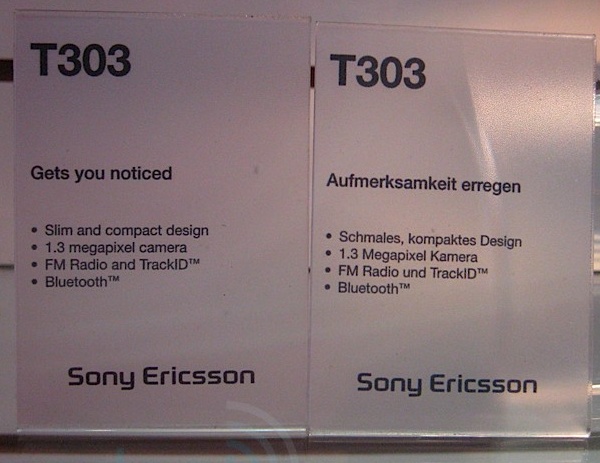 T303
Gets you noticed
• Slim and compact design
• 1.3 megapixel camera
• FM Radio and TrackID™
• Bluetooth™
Sony Ericsson
T303
Aufmerksamkeit erregen
• Schmales, kompaktes Design
• 1.3 Megapixel Kamera
• FM Radio und TrackID™
• Bluetooth™
Sony Ericsson